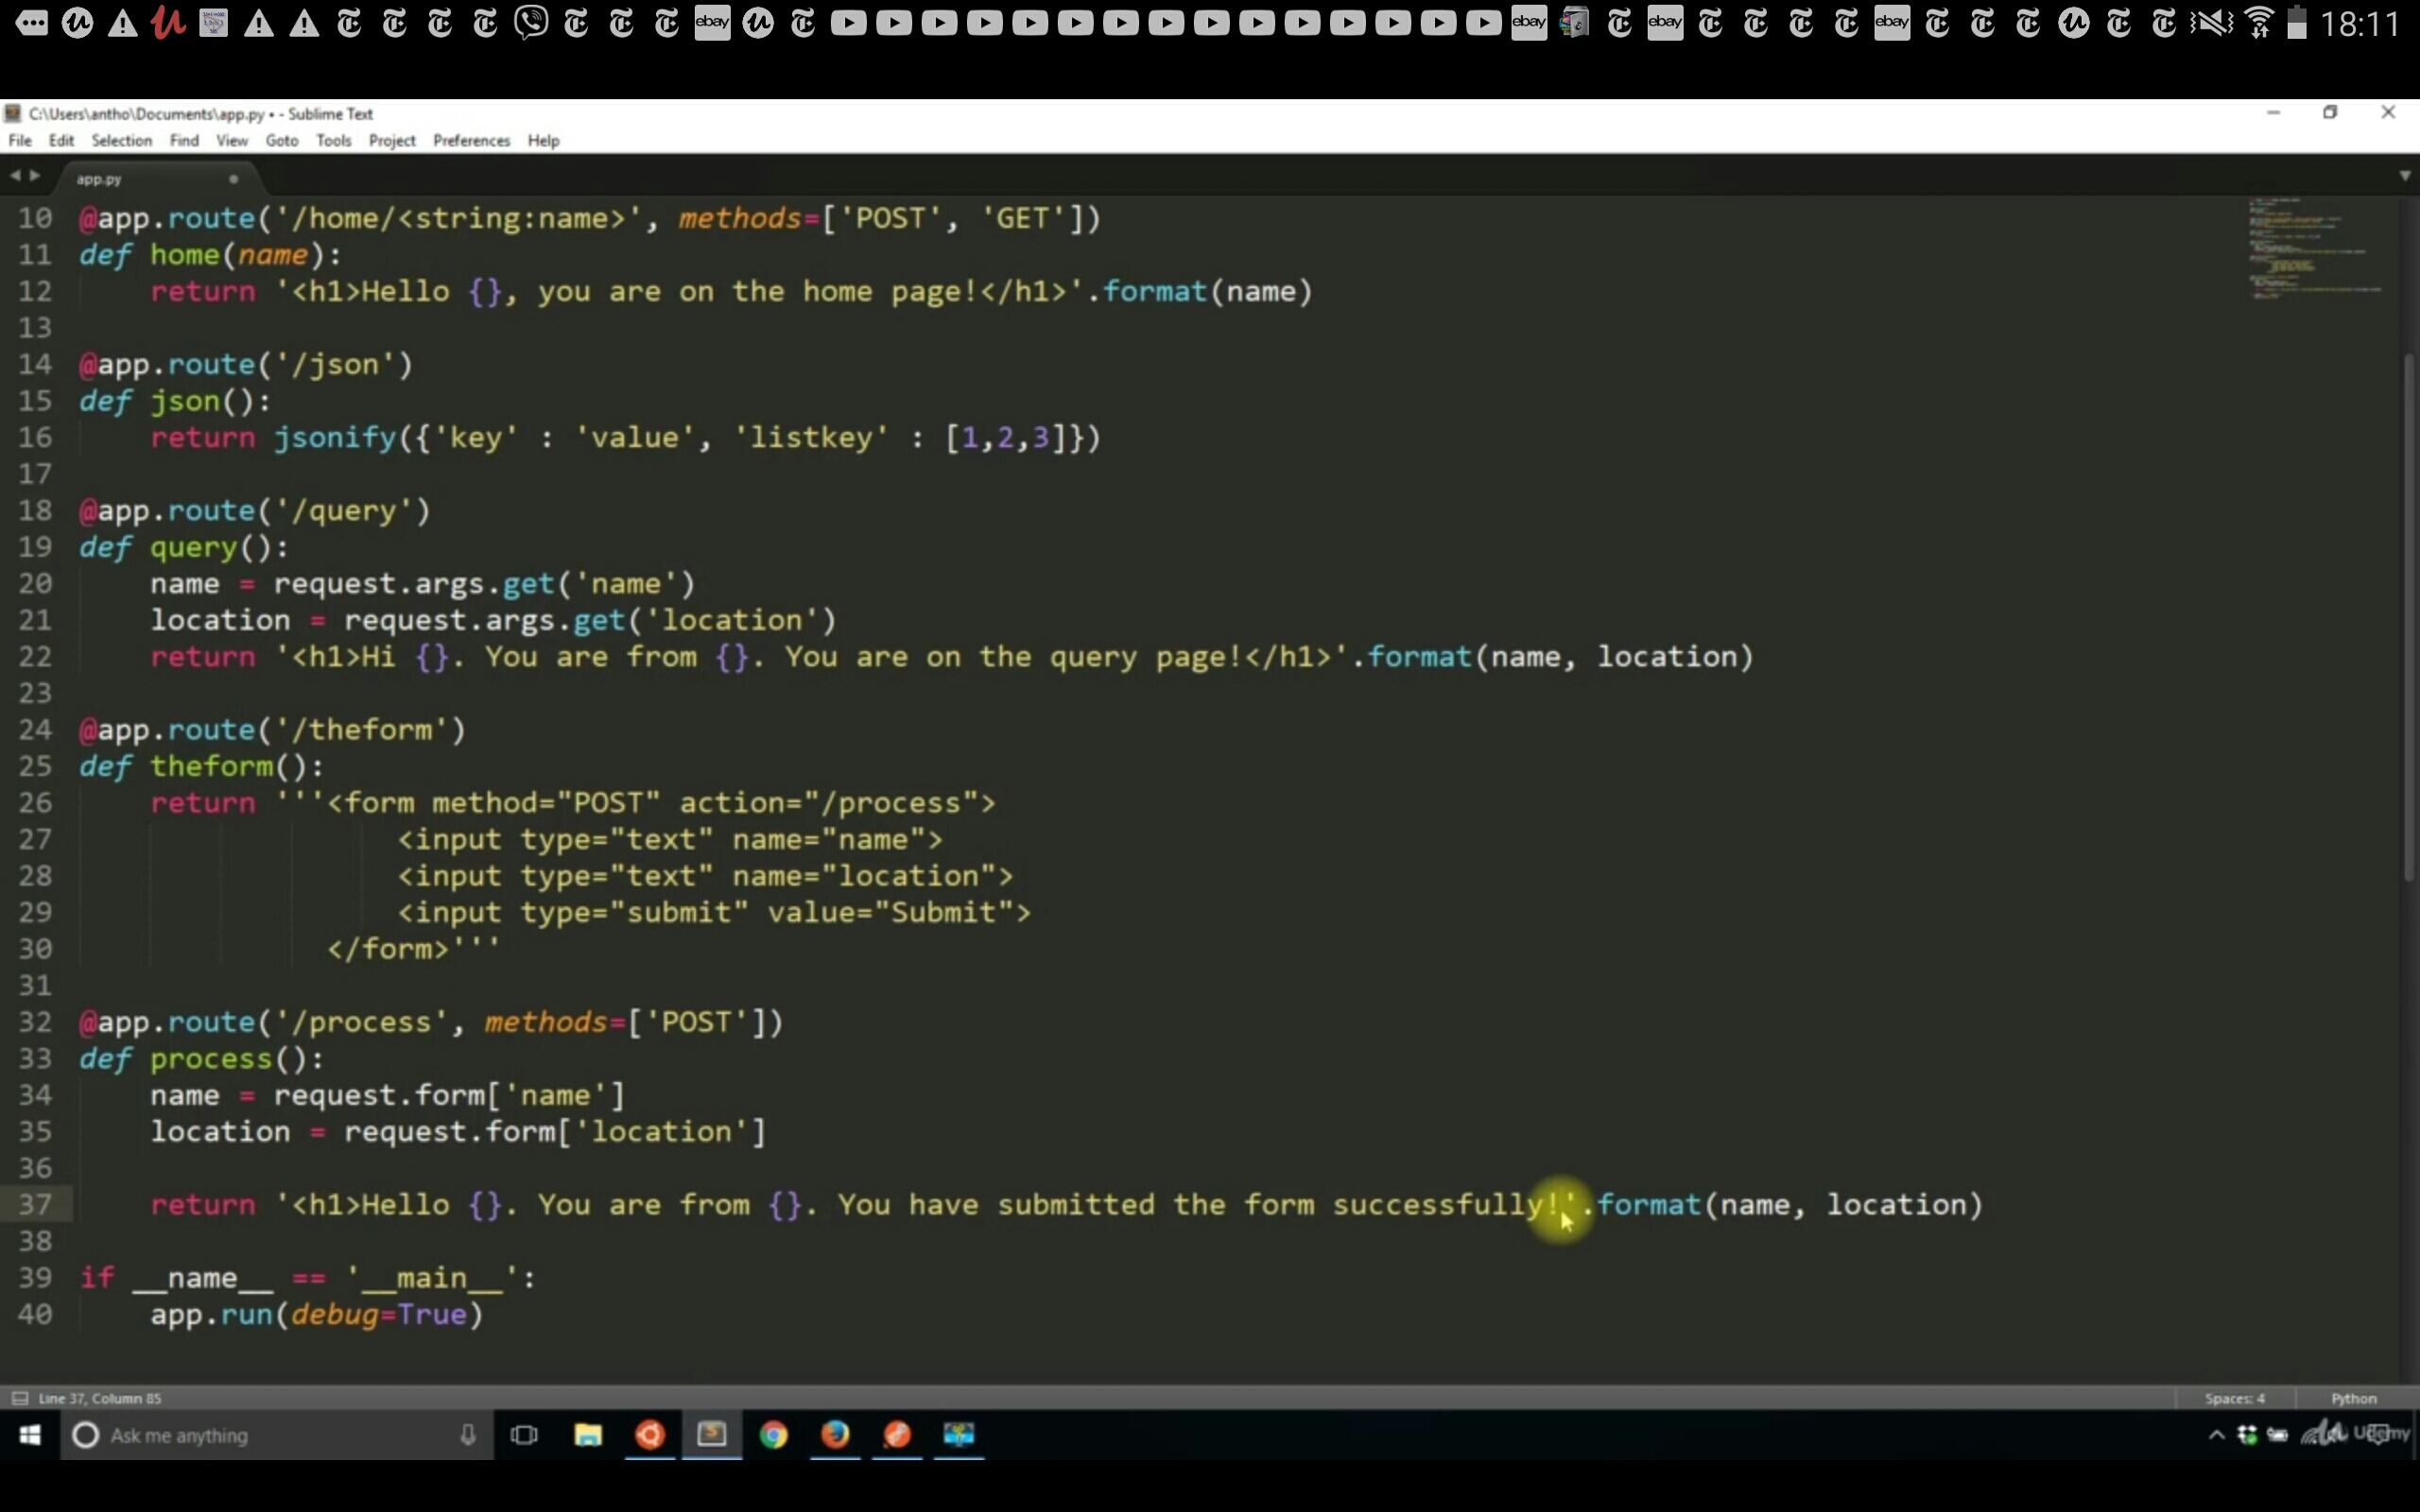 ebay ebay ebay ebay 18:11
C:\Users\antho\Documents\app.py • - Sublime Text
File Edit Selection Find View Goto Tools Project Preferences Help
app.py
10 @app.route('/home/<string:name>', methods=['POST', 'GET'])
11 def home(name):
12     return '<h1>Hello {}, you are on the home page!</h1>'.format(name)
13
14 @app.route('/json')
15 def json():
16     return jsonify({'key' : 'value', 'listkey' : [1,2,3]})
17
18 @app.route('/query')
19 def query():
20     name = request.args.get('name')
21     location = request.args.get('location')
22     return '<h1>Hi {}. You are from {}. You are on the query page!</h1>'.format(name, location)
23
24 @app.route('/theform')
25 def theform():
26     return '''<form method="POST" action="/process">
27                   <input type="text" name="name">
28                   <input type="text" name="location">
29                   <input type="submit" value="Submit">
30               </form>'''
31
32 @app.route('/process', methods=['POST'])
33 def process():
34     name = request.form['name']
35     location = request.form['location']
36
37     return '<h1>Hello {}. You are from {}. You have submitted the form successfully!'.format(name, location)
38
39 if __name__ == '__main__':
40     app.run(debug=True)
Line 37, Column 85 Spaces: 4 Python
Ask me anything Udemy